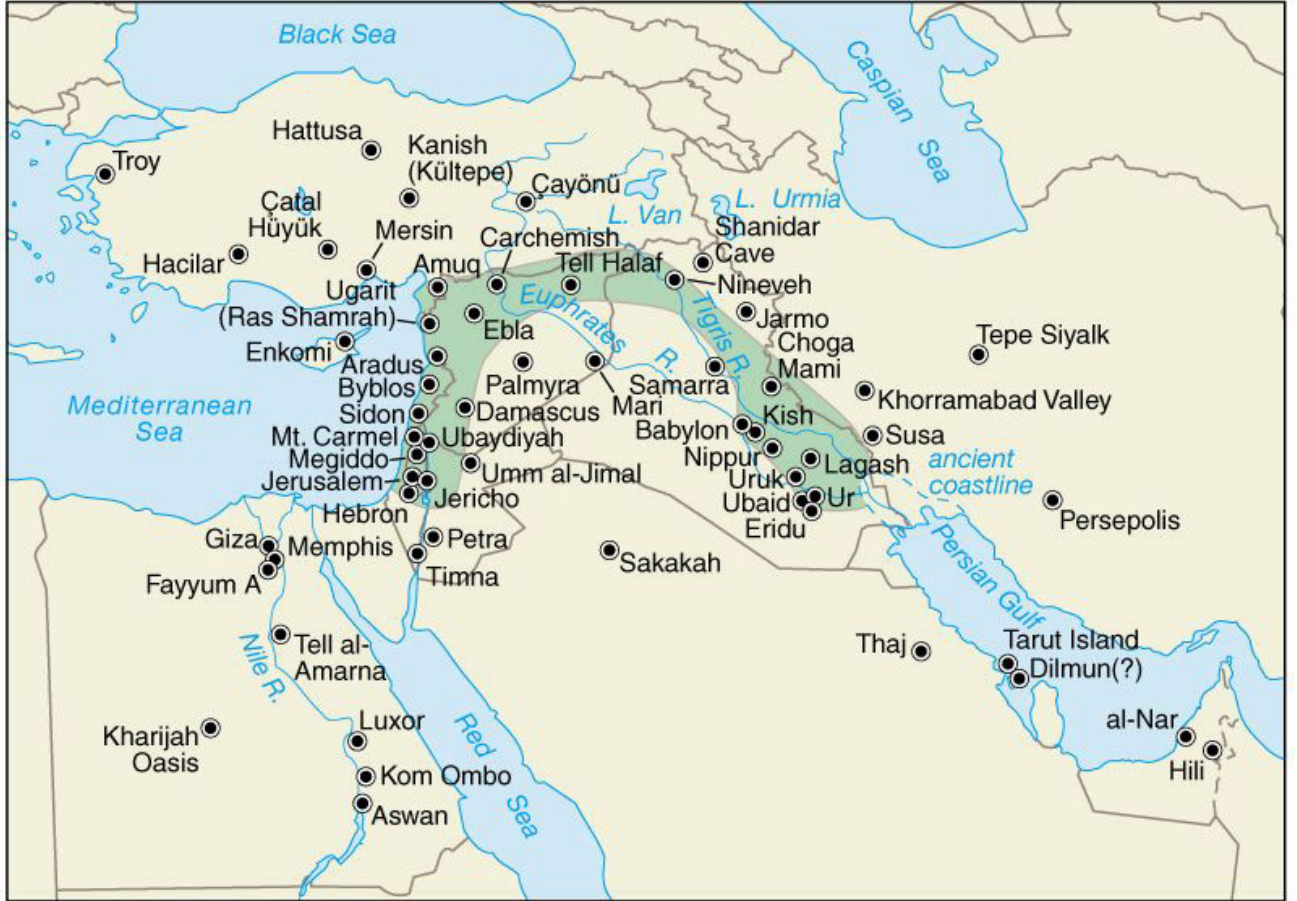 Black Sea
Caspian Sea
Hattusa
Kanish
(Kültepe)
Troy
Çayönü
L. Van
L. Urmia
Çatal
Hüyük
Mersin
Carchemish
Shanidar
Cave
Hacilar
Amuq
Tell Halaf
Nineveh
Ugarit
(Ras Shamrah)
Euphrates R.
Tigris R.
Ebla
Jarmo
Enkomi
Choga
Mami
Tepe Siyalk
Aradus
Palmyra
Mari
Samarra
Byblos
Khorramabad Valley
Mediterranean
Sea
Sidon
Damascus
Kish
Babylon
Susa
Mt. Carmel
Ubaydiyah
Megiddo
Nippur
Lagash
ancient
coastline
Umm al-Jimal
Jerusalem
Uruk
Jericho
Ubaid
Ur
Hebron
Eridu
Persepolis
Giza
Memphis
Petra
Sakakah
Persian Gulf
Fayyum A
Timna
Nile R.
Tell al-
Amarna
Thaj
Tarut Island
Dilmun(?)
Red Sea
Kharijah
Oasis
Luxor
al-Nar
Hili
Kom Ombo
Aswan